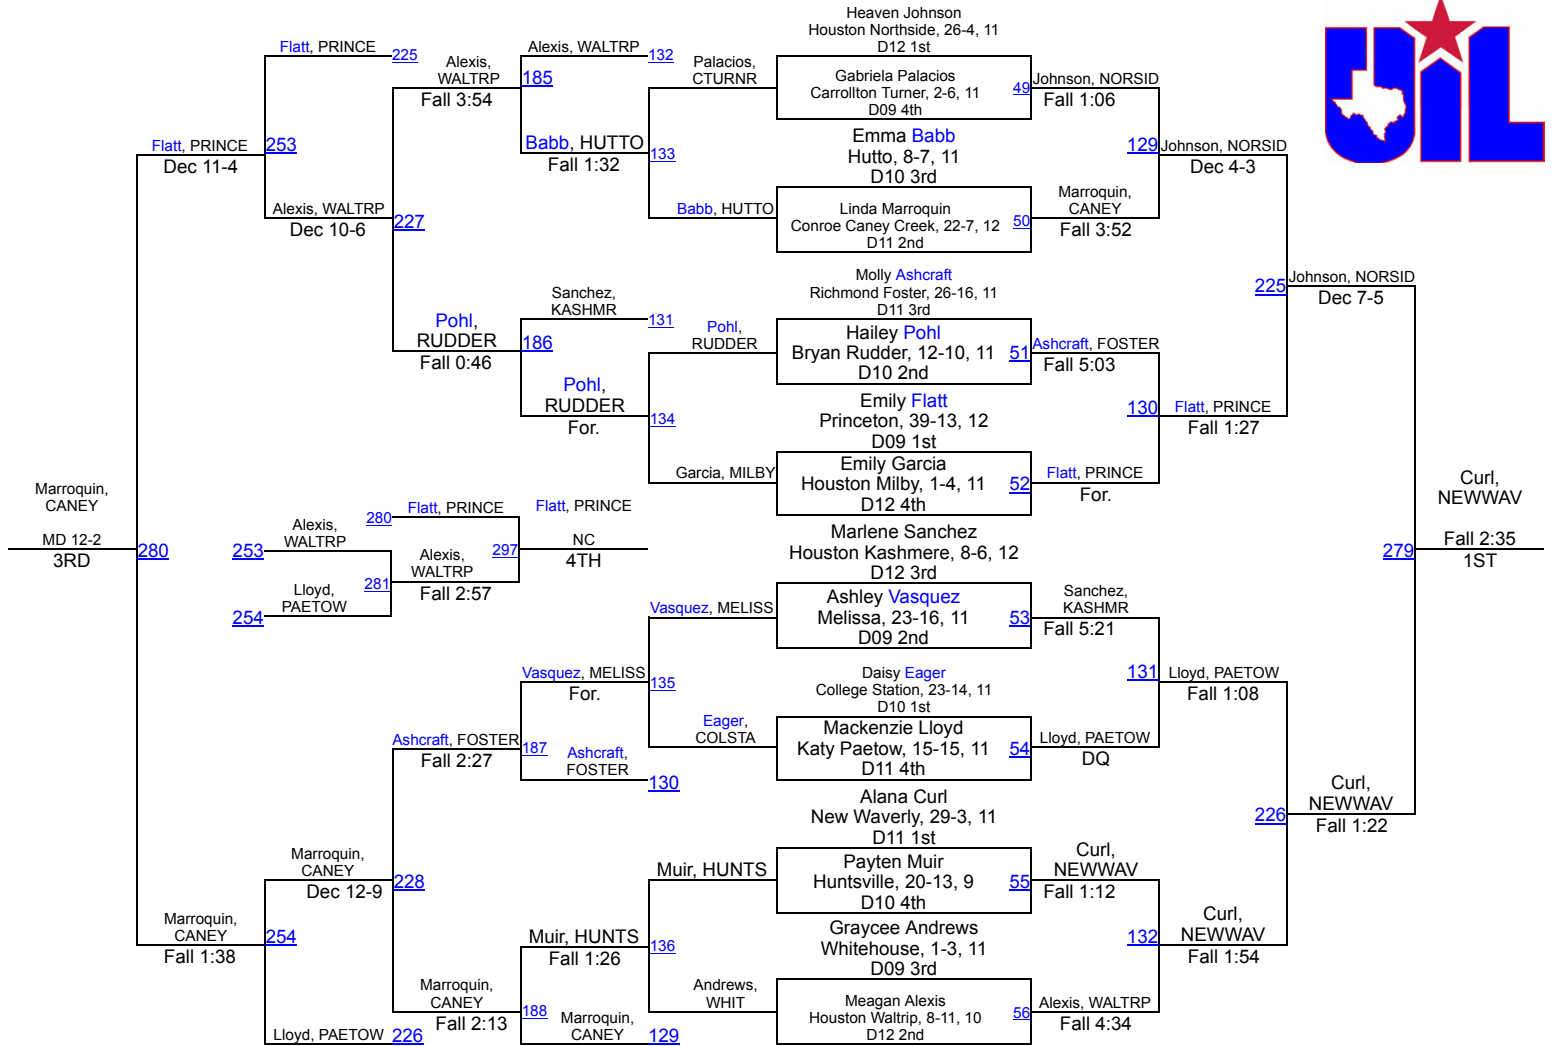 Heaven Johnson
Houston Northside, 26-4, 11
D12 1st
Gabriela Palacios
Carrollton Turner, 2-6, 11
D09 4th
Emma Babb
Hutto, 8-7, 11
D10 3rd
Linda Marroquin
Conroe Caney Creek, 22-7, 12
D11 2nd
Molly Ashcraft
Richmond Foster, 26-16, 11
D11 3rd
Hailey Pohl
Bryan Rudder, 12-10, 11
D10 2nd
Emily Flatt
Princeton, 39-13, 12
D09 1st
Emily Garcia
Houston Milby, 1-4, 11
D12 4th
Marlene Sanchez
Houston Kashmere, 8-6, 12
D12 3rd
Ashley Vasquez
Melissa, 23-16, 11
D09 2nd
Daisy Eager
College Station, 23-14, 11
D10 1st
Mackenzie Lloyd
Katy Paetow, 15-15, 11
D11 4th
Alana Curl
New Waverly, 29-3, 11
D11 1st
Payten Muir
Huntsville, 20-13, 9
D10 4th
Graycee Andrews
Whitehouse, 1-3, 11
D09 3rd
Meagan Alexis
Houston Waltrip, 8-11, 10
D12 2nd
49
Johnson, NORSID
Fall 1:06
50
Marroquin,
CANEY
Fall 3:52
51
Ashcraft, FOSTER
Fall 5:03
52
Flatt, PRINCE
For.
53
Sanchez,
KASHMR
Fall 5:21
54
Lloyd, PAETOW
DQ
55
Curl,
NEWWAV
Fall 1:12
56
Alexis, WALTRP
Fall 4:34
129
Johnson, NORSID
Dec 4-3
130
Flatt, PRINCE
Fall 1:27
131
Lloyd, PAETOW
Fall 1:08
132
Curl,
NEWWAV
Fall 1:54
225
Johnson, NORSID
Dec 7-5
226
Curl,
NEWWAV
Fall 1:22
279
Curl,
NEWWAV
Fall 2:35
1ST
UIL
Palacios,
CTURNR
Babb, HUTTO
Pohl,
RUDDER
Garcia, MILBY
Vasquez, MELISS
Eager,
COLSTA
Muir, HUNTS
Andrews,
WHIT
Alexis, WALTRP
132
Babb, HUTTO
Fall 1:32
133
Sanchez,
KASHMR
131
Pohl,
RUDDER
For.
134
Vasquez, MELISS
For.
135
Ashcraft,
FOSTER
130
Muir, HUNTS
Fall 1:26
136
Marroquin,
CANEY
129
Alexis,
WALTRP
Fall 3:54
185
Pohl,
RUDDER
Fall 0:46
186
Ashcraft, FOSTER
Fall 2:27
187
Marroquin,
CANEY
Fall 2:13
188
Flatt, PRINCE
225
Alexis, WALTRP
Dec 10-6
227
Marroquin,
CANEY
Dec 12-9
228
Lloyd, PAETOW
226
Flatt, PRINCE
Dec 11-4
253
Marroquin,
CANEY
Fall 1:38
254
Marroquin,
CANEY
MD 12-2
3RD
280
253
Alexis,
WALTRP
254
Lloyd,
PAETOW
280
Flatt, PRINCE
281
Alexis,
WALTRP
Fall 2:57
297
Flatt, PRINCE
NC
4TH